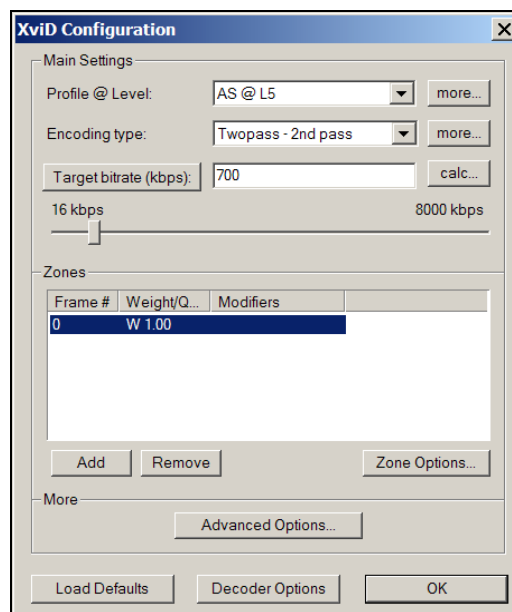 XviD Configuration
Main Settings
Profile @ Level: AS @ L5 more...
Encoding type: Twopass - 2nd pass more...
Target bitrate (kbps): 700 calc...
16 kbps 8000 kbps
Zones
Frame # Weight/Q... Modifiers
0 W 1.00
Add Remove Zone Options...
More
Advanced Options...
Load Defaults Decoder Options OK